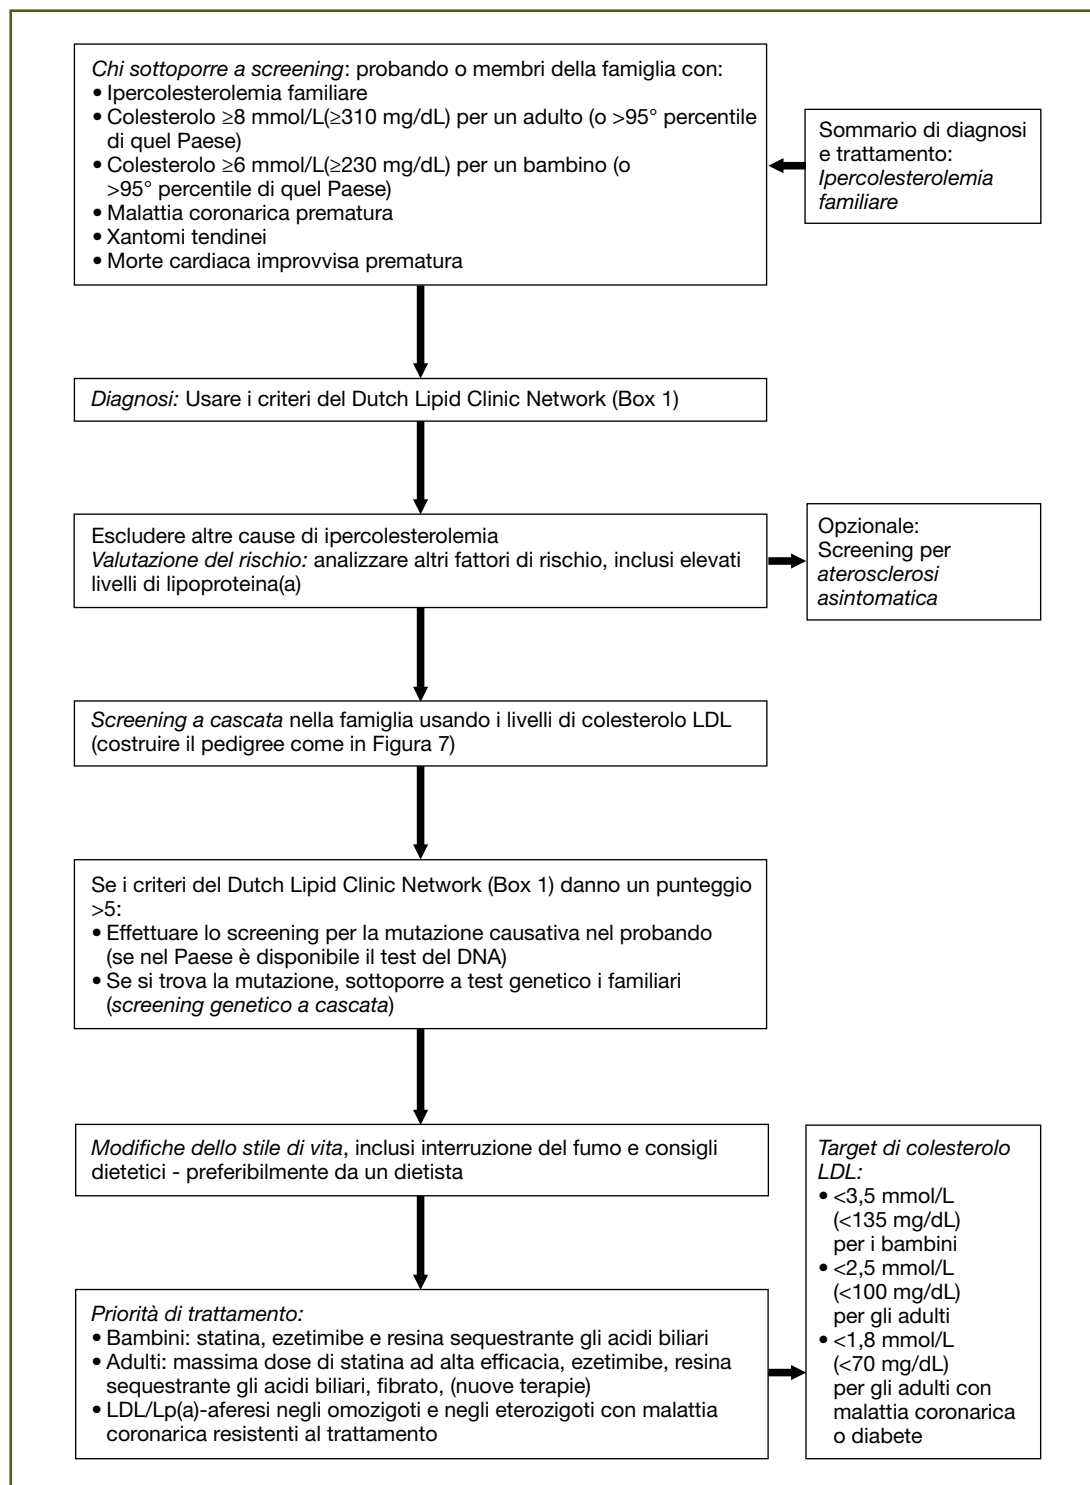 Chi sottoporre a screening: probando o membri della famiglia con:
• Ipercolesterolemia familiare
• Colesterolo ≥8 mmol/L(≥310 mg/dL) per un adulto (o >95° percentile
di quel Paese)
• Colesterolo ≥6 mmol/L(≥230 mg/dL) per un bambino (o
>95° percentile di quel Paese)
• Malattia coronarica prematura
• Xantomi tendinei
• Morte cardiaca improvvisa prematura
Sommario di diagnosi
e trattamento:
Ipercolesterolemia
familiare
Diagnosi: Usare i criteri del Dutch Lipid Clinic Network (Box 1)
Escludere altre cause di ipercolesterolemia
Valutazione del rischio: analizzare altri fattori di rischio, inclusi elevati
livelli di lipoproteina(a)
Opzionale:
Screening per
aterosclerosi
asintomatica
Screening a cascata nella famiglia usando i livelli di colesterolo LDL
(costruire il pedigree come in Figura 7)
Se i criteri del Dutch Lipid Clinic Network (Box 1) danno un punteggio
>5:
• Effettuare lo screening per la mutazione causativa nel probando
(se nel Paese è disponibile il test del DNA)
• Se si trova la mutazione, sottoporre a test genetico i familiari
(screening genetico a cascata)
Modifiche dello stile di vita, inclusi interruzione del fumo e consigli
dietetici - preferibilmente da un dietista
Priorità di trattamento:
• Bambini: statina, ezetimibe e resina sequestrante gli acidi biliari
• Adulti: massima dose di statina ad alta efficacia, ezetimibe, resina
sequestrante gli acidi biliari, fibrato, (nuove terapie)
• LDL/Lp(a)-aferesi negli omozigoti e negli eterozigoti con malattia
coronarica resistenti al trattamento
Target di colesterolo
LDL:
• <3,5 mmol/L
(<135 mg/dL)
per i bambini
• <2,5 mmol/L
(<100 mg/dL)
per gli adulti
• <1,8 mmol/L
(<70 mg/dL)
per gli adulti con
malattia coronarica
o diabete